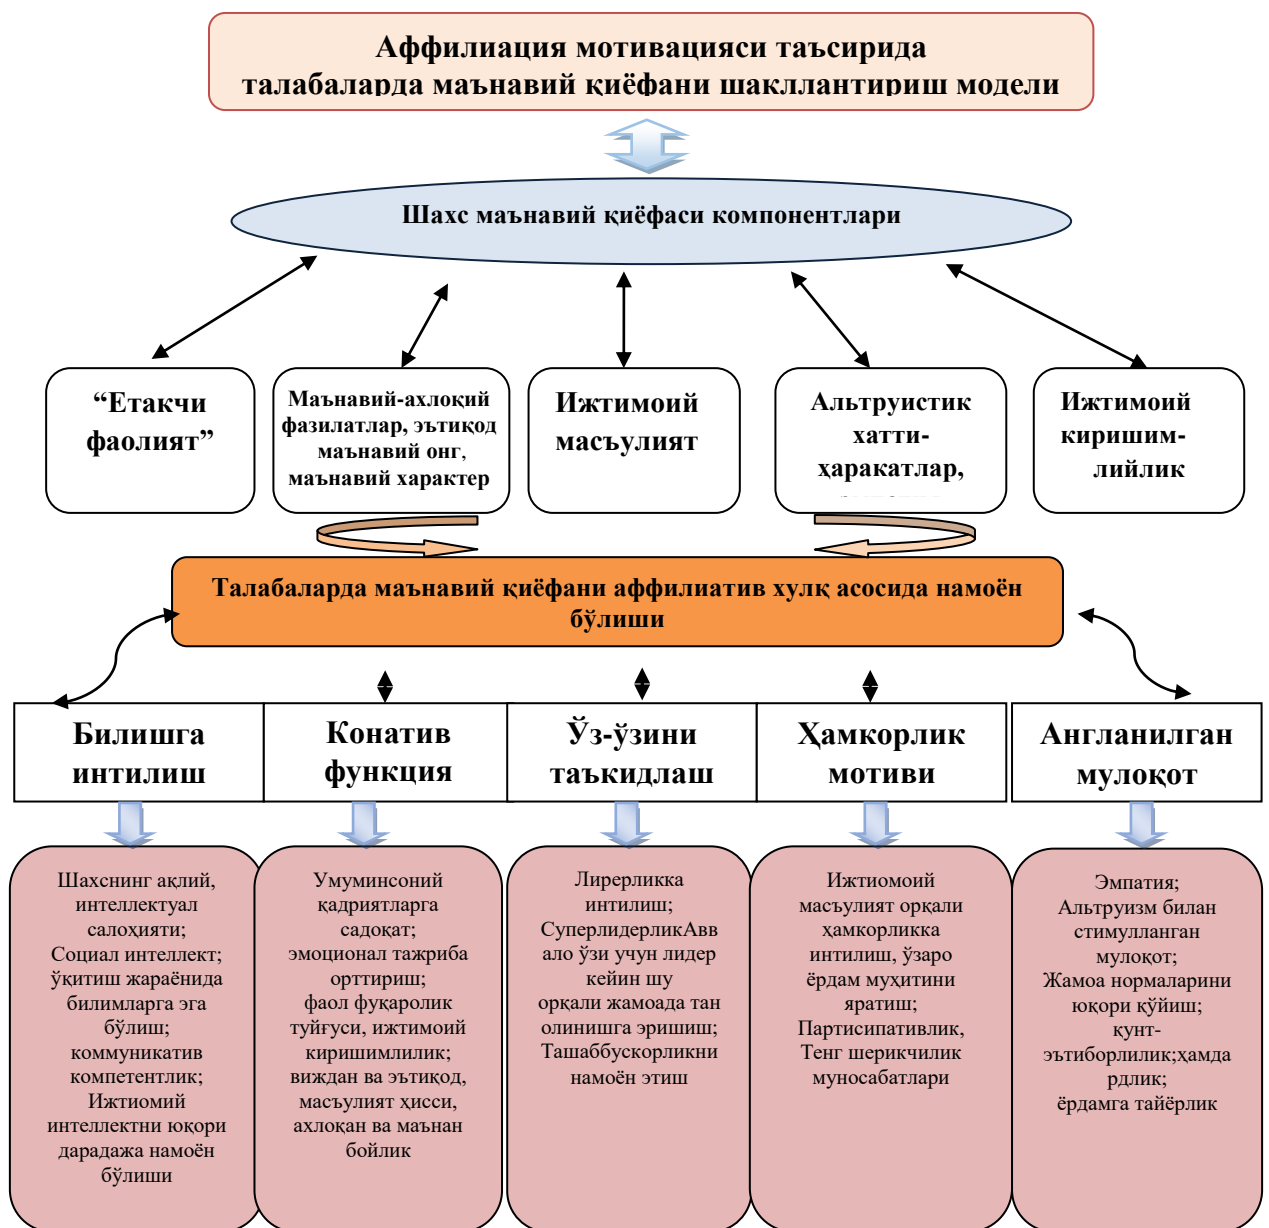 Аффилиация мотивацияси таъсирида
талабаларда маънавий қиёфани шакллантириш модели
Шахс маънавий қиёфаси компонентлари
“Етакчи
фаолият”
Маънавий-ахлоқий
фазилатлар, эътиқод
маънавий онг,
маънавий характер
Ижтимоий
масъулият
Альтруистик
хатти-
ҳаракатлар,
Ижтимоий
киришим-
лийлик
Талабаларда маънавий қиёфани аффилиатив хулқ асосида намоён
бўлиши
Билишга
интилиш
Конатив
функция
Ўз-ўзини
таъкидлаш
Ҳамкорлик
мотиви
Англанилган
мулоқот
Шахснинг ақлий,
интеллектуал
салоҳияти;
Социал интеллект;
ўқитиш жараёнида
билимларга эга
бўлиш;
коммуникатив
компетентлик;
Ижтиомий
интеллектни юқори
дарадажа намоён
бўлиши
Умуминсоний
қадриятларга
садоқат;
эмоционал тажриба
орттириш;
фаол фуқаролик
туйғуси, ижтимоий
киришимлилик;
виждан ва эътиқод,
масъулият ҳисси,
ахлоқан ва маънан
бойлик
Лирерликка
интилиш;
СуперлидерликАвв
ало ўзи учун лидер
кейин шу
орқали жамоада тан
олинишга эришиш;
Ташаббускорликни
намоён этиш
Ижтиомоий
масъулият орқали
ҳамкорликка
интилиш, ўзаро
ёрдам муҳитини
яратиш;
Партисипативлик,
Тенг шерикчилик
муносабатлари
Эмпатия;
Альтруизм билан
стимулланган
мулоқот;
Жамоа нормаларини
юқори қўйиш;
қунт-
эътиборлилик;ҳамда
рдлик;
ёрдамга тайёрлик